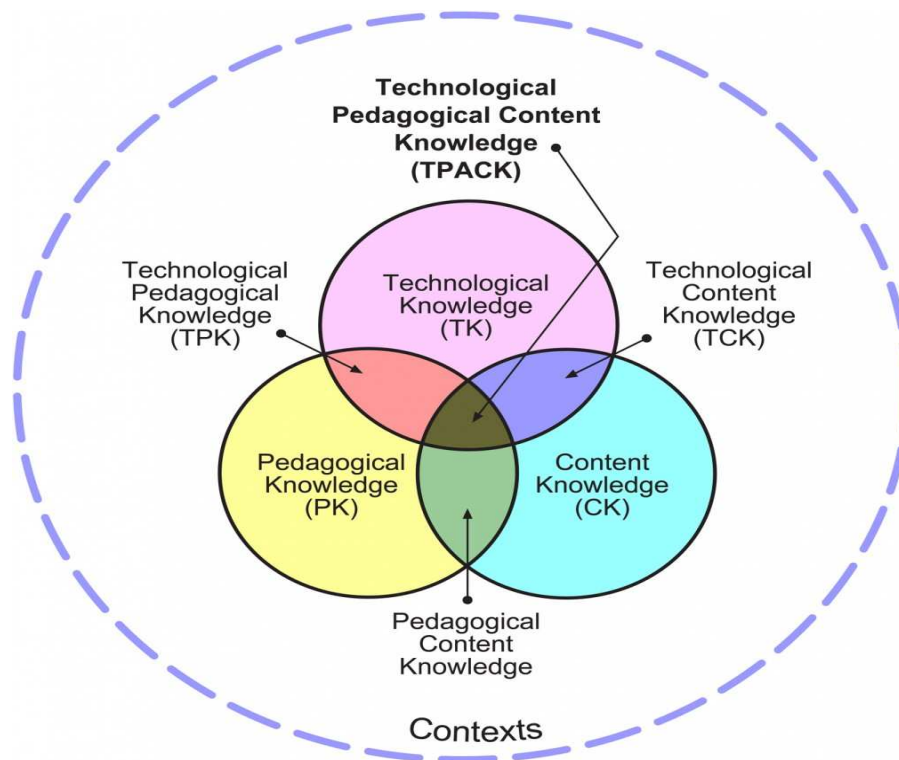 Technological
Pedagogical Content
Knowledge
(TPACK)
Technological
Pedagogical
Knowledge
(TPK)
Technological
Knowledge
(TK)
Technological
Content
Knowledge
(TCK)
Pedagogical
Knowledge
(PK)
Content
Knowledge
(CK)
Pedagogical
Content
Knowledge
Contexts